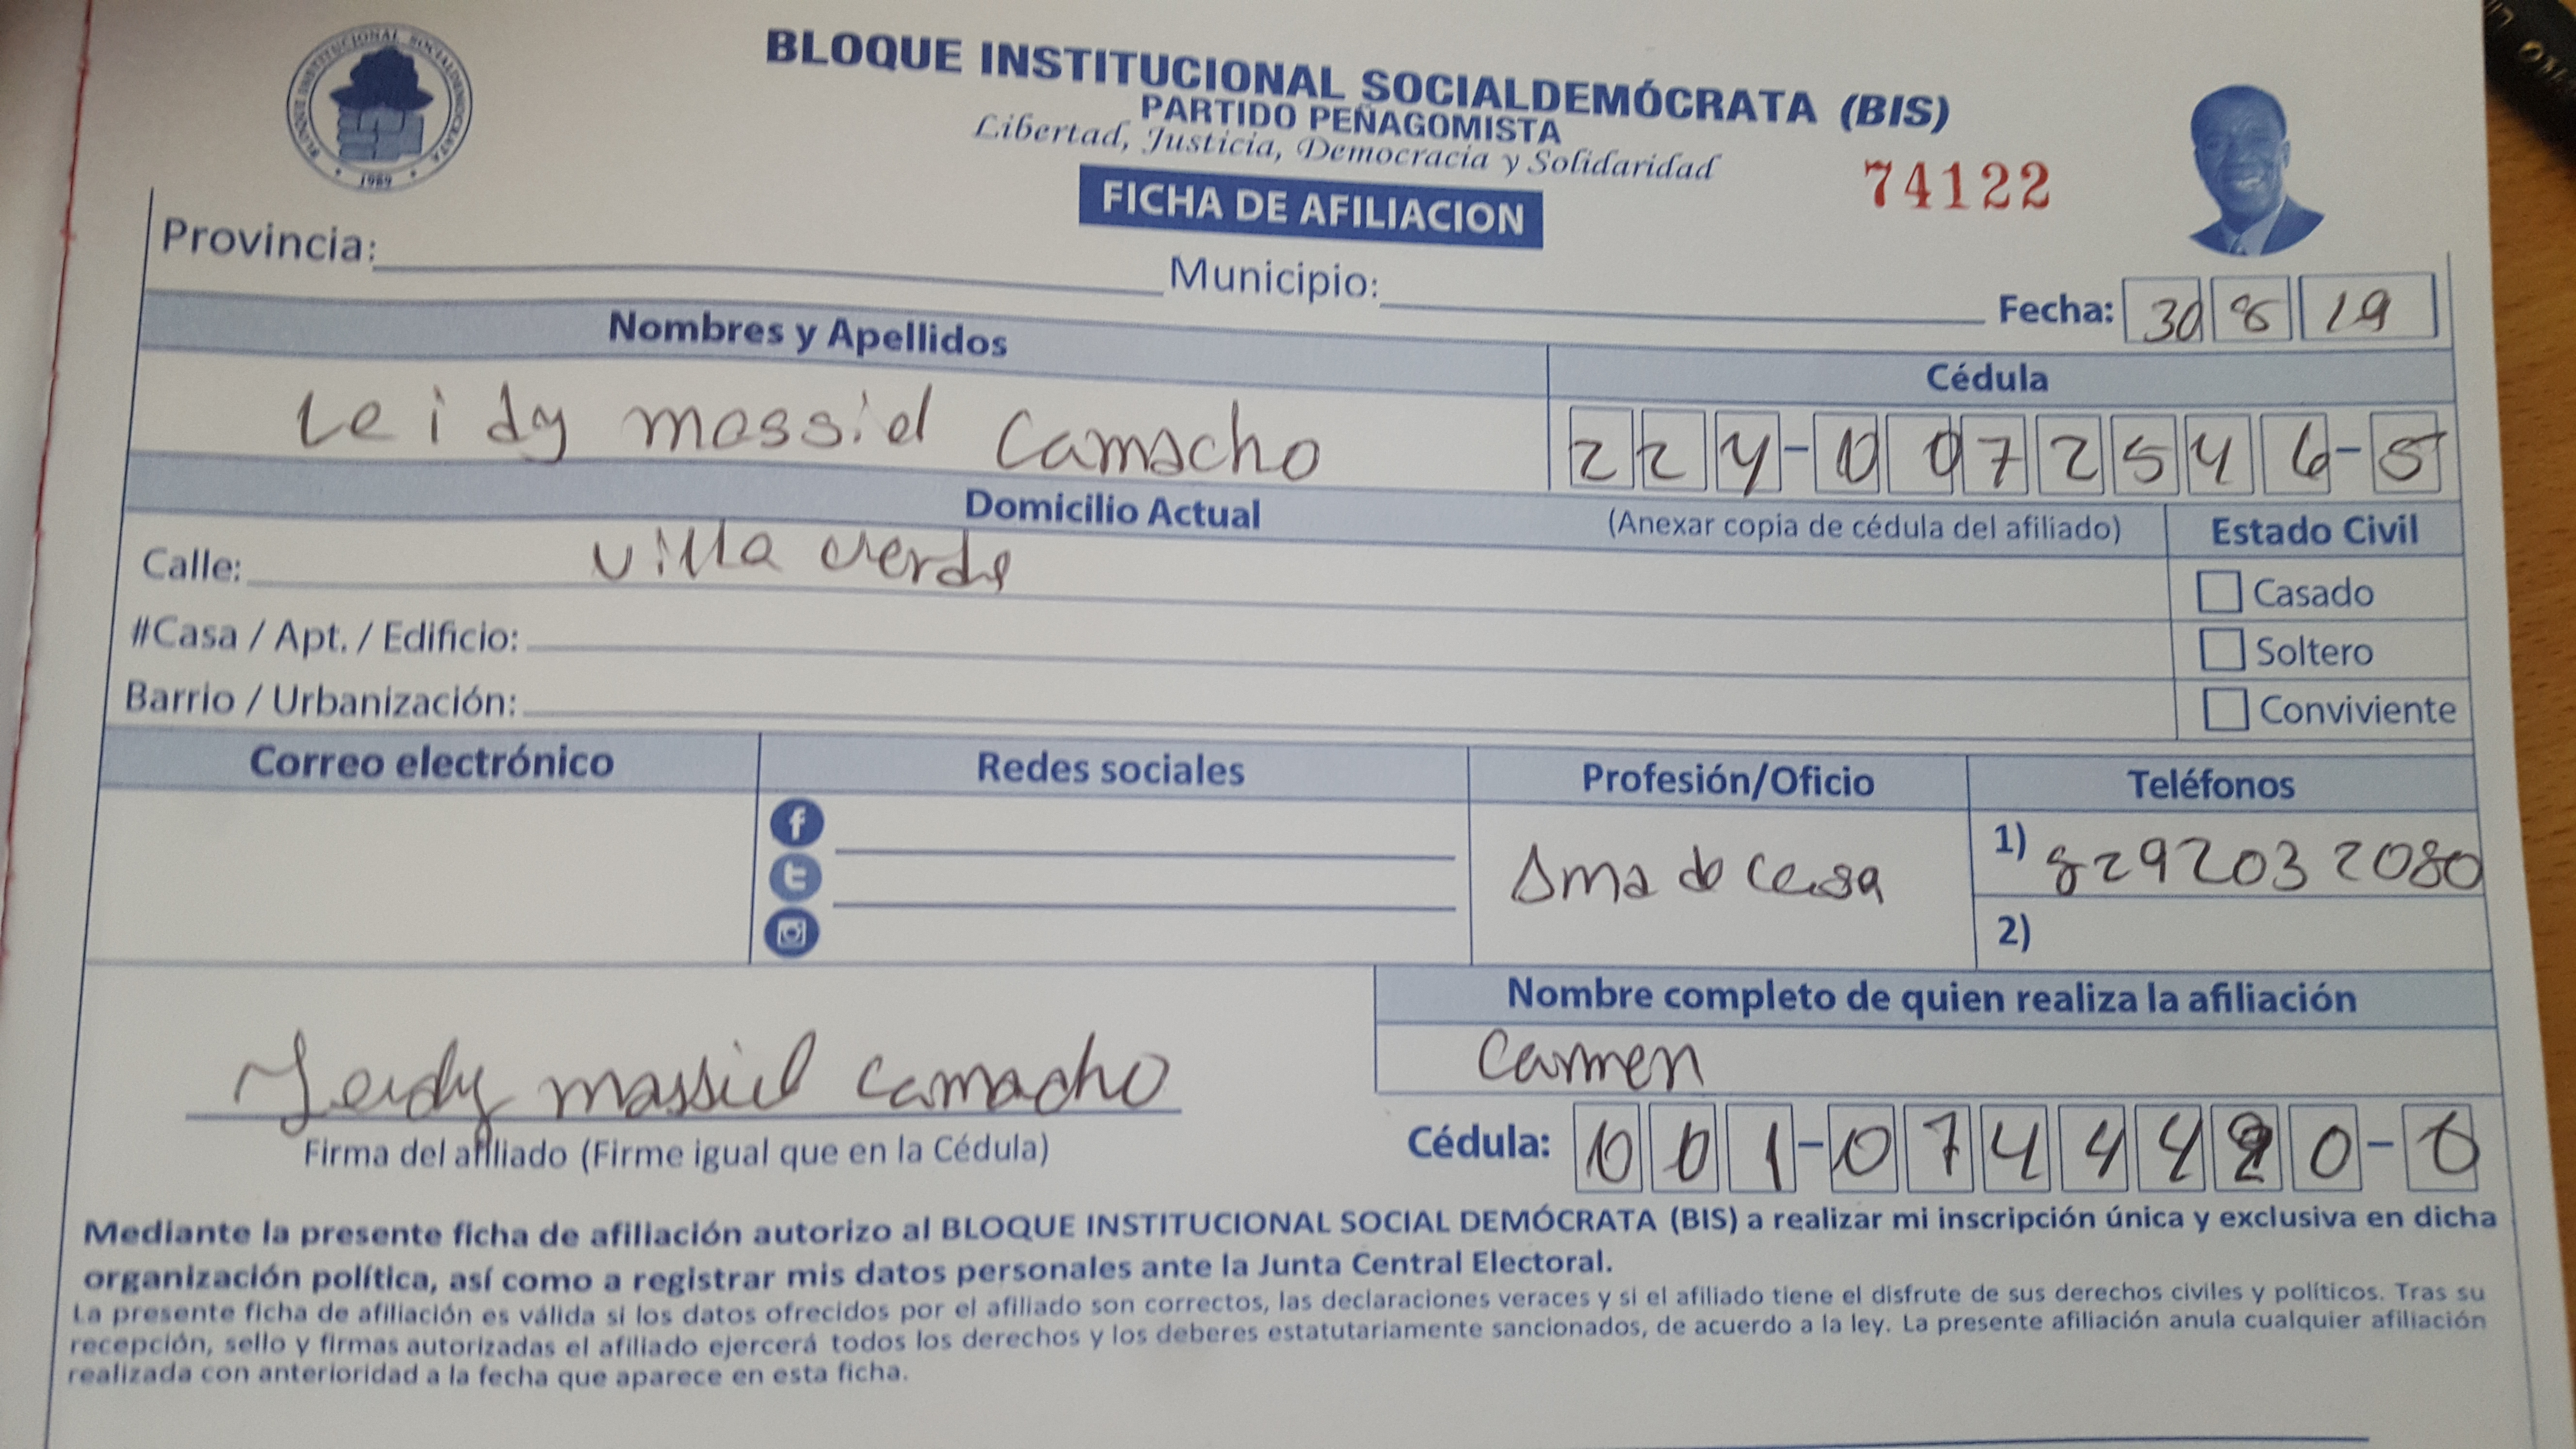 BLOQUE INSTITUCIONAL SOCIALDEMÓCRATA (BIS)
PARTIDO PEÑAGOMISTA
Libertad, Justicia, Democracia y Solidaridad
BLOQUE INSTITUCIONAL SOCIALDEMOCRATA
1989
74122
FICHA DE AFILIACION
Provincia: Municipio: Fecha: 30 8 19
Nombres y Apellidos Cédula
Leidy massiel Camacho 224-0072546-5
Domicilio Actual (Anexar copia de cédula del afiliado) Estado Civil
Calle: Villa verde Casado
#Casa / Apt. / Edificio: Soltero
Barrio / Urbanización: Conviviente
Correo electrónico Redes sociales Profesión/Oficio Teléfonos
Ama de Casa 1) 8292032080
2)
Nombre completo de quien realiza la afiliación
Carmen
Leidy massiel camacho
Firma del afiliado (Firme igual que en la Cédula) Cédula: 001-0744420-0
Mediante la presente ficha de afiliación autorizo al BLOQUE INSTITUCIONAL SOCIAL DEMÓCRATA (BIS) a realizar mi inscripción única y exclusiva en dicha
organización política, así como a registrar mis datos personales ante la Junta Central Electoral.
La presente ficha de afiliación es válida si los datos ofrecidos por el afiliado son correctos, las declaraciones veraces y si el afiliado tiene el disfrute de sus derechos civiles y políticos. Tras su
recepción, sello y firmas autorizadas el afiliado ejercerá todos los derechos y los deberes estatutariamente sancionados, de acuerdo a la ley. La presente afiliación anula cualquier afiliación
realizada con anterioridad a la fecha que aparece en esta ficha.